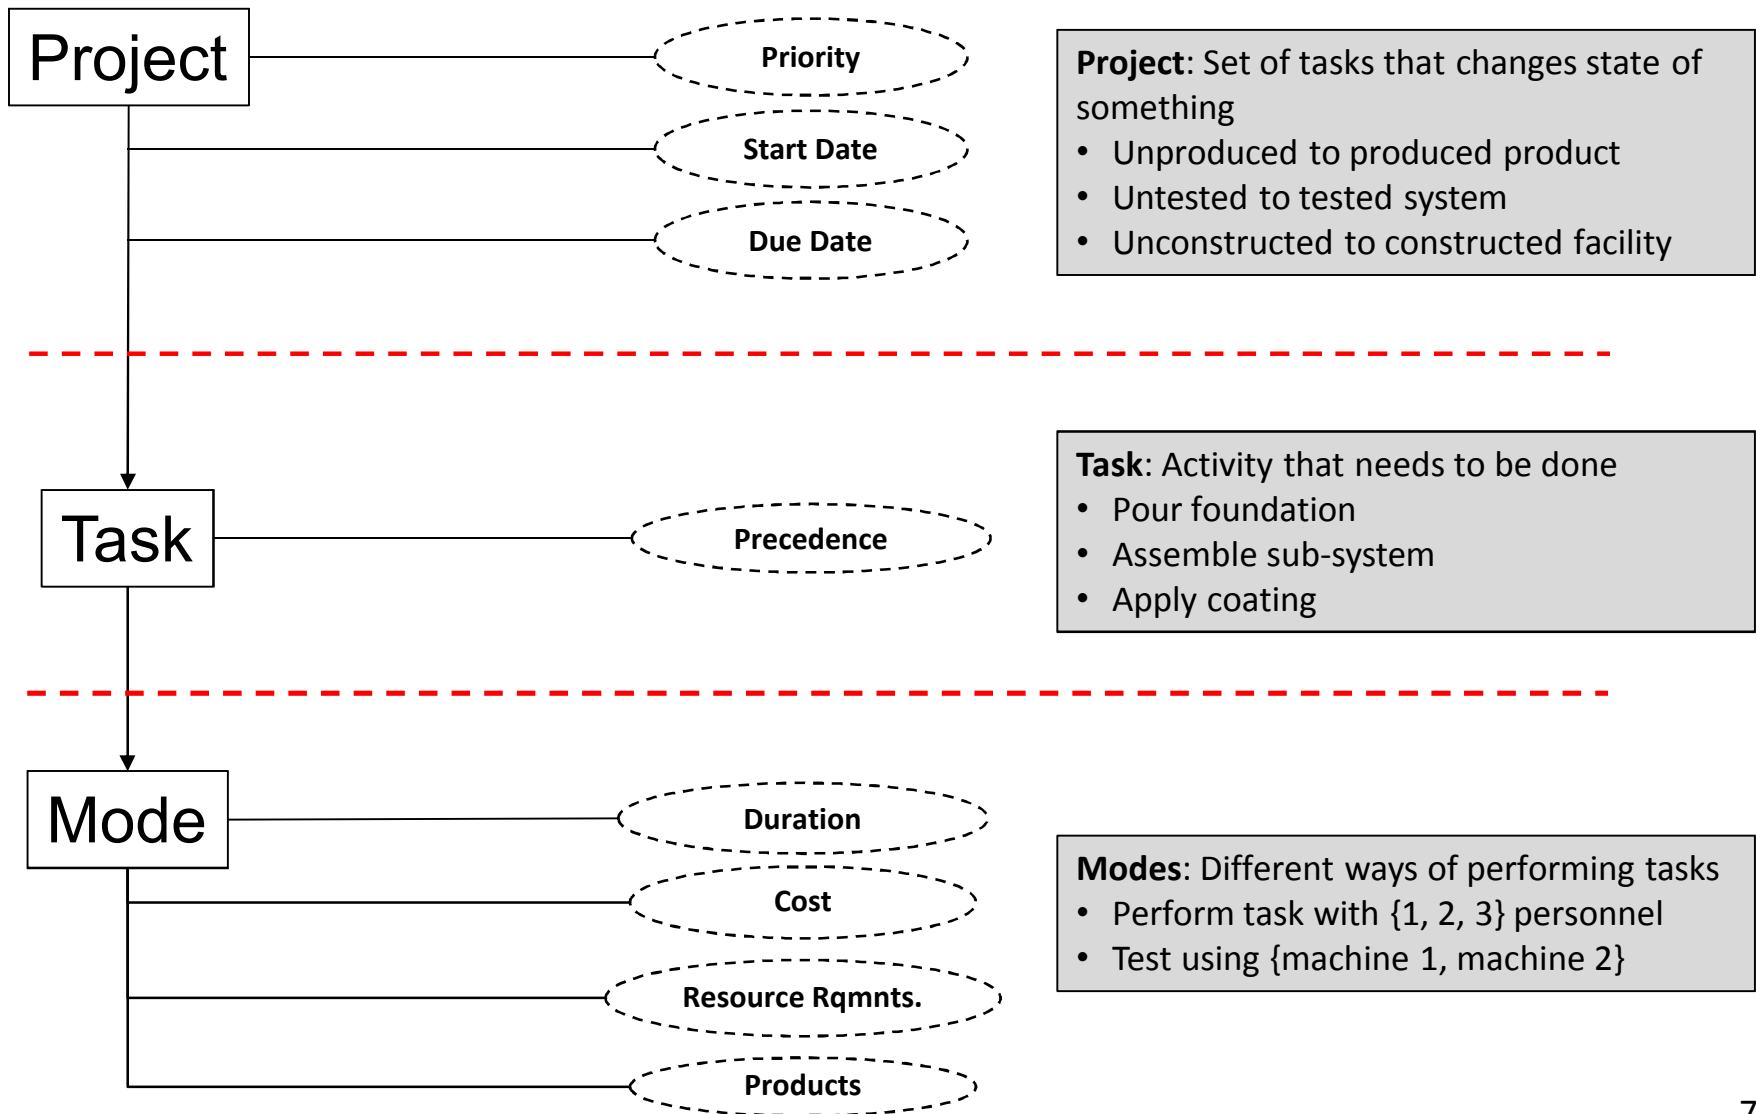 Project
Priority
Start Date
Due Date
Project: Set of tasks that changes state of
something
• Unproduced to produced product
• Untested to tested system
• Unconstructed to constructed facility
Task
Precedence
Task: Activity that needs to be done
• Pour foundation
• Assemble sub-system
• Apply coating
Mode
Duration
Cost
Resource Rqmnts.
Products
Modes: Different ways of performing tasks
• Perform task with {1, 2, 3} personnel
• Test using {machine 1, machine 2}
7